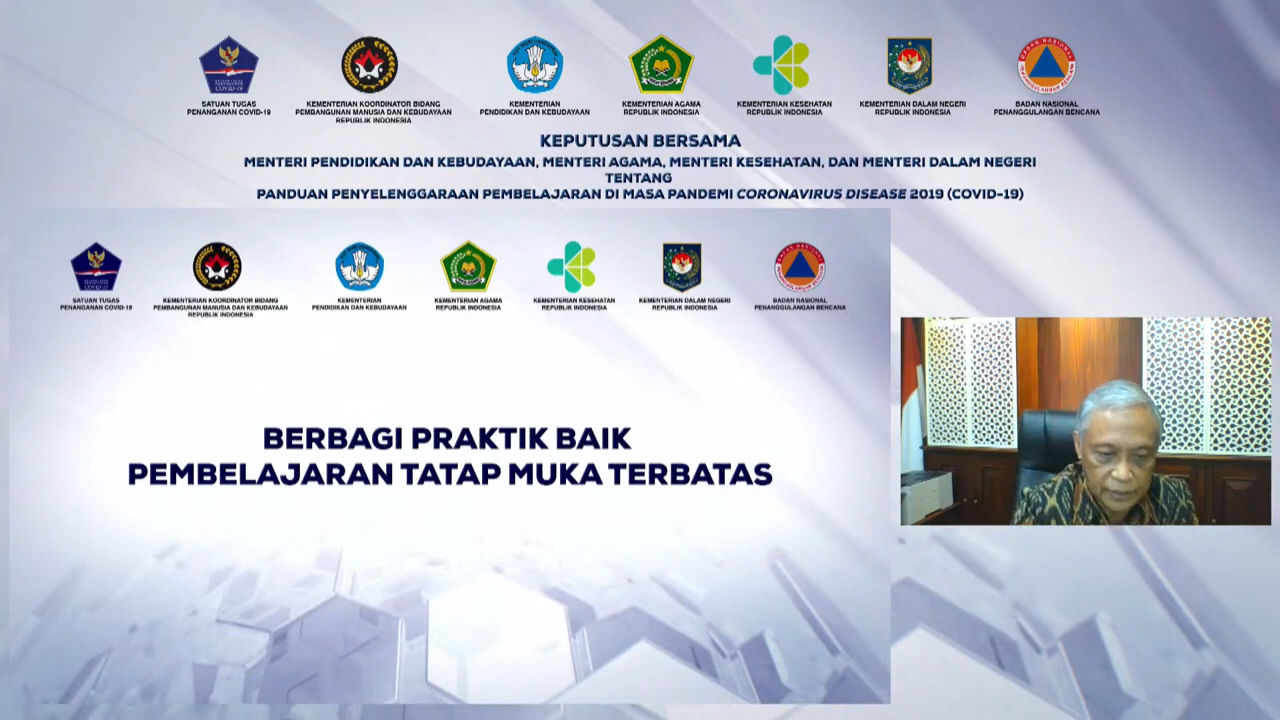 SATUAN TUGAS
PENANGANAN COVID-19
KEMENTERIAN KOORDINATOR BIDANG
PEMBANGUNAN MANUSIA DAN KEBUDAYAAN
REPUBLIK INDONESIA
KEMENTERIAN
PENDIDIKAN DAN KEBUDAYAAN
KEMENTERIAN AGAMA
REPUBLIK INDONESIA
KEMENTERIAN KESEHATAN
REPUBLIK INDONESIA
KEMENTERIAN DALAM NEGERI
REPUBLIK INDONESIA
BADAN NASIONAL
PENANGGULANGAN BENCANA
KEPUTUSAN BERSAMA
MENTERI PENDIDIKAN DAN KEBUDAYAAN, MENTERI AGAMA, MENTERI KESEHATAN, DAN MENTERI DALAM NEGERI
TENTANG
PANDUAN PENYELENGGARAAN PEMBELAJARAN DI MASA PANDEMI CORONAVIRUS DISEASE 2019 (COVID-19)
SATUAN TUGAS
PENANGANAN COVID-19
KEMENTERIAN KOORDINATOR BIDANG
PEMBANGUNAN MANUSIA DAN KEBUDAYAAN
REPUBLIK INDONESIA
KEMENTERIAN
PENDIDIKAN DAN KEBUDAYAAN
KEMENTERIAN AGAMA
REPUBLIK INDONESIA
KEMENTERIAN KESEHATAN
REPUBLIK INDONESIA
KEMENTERIAN DALAM NEGERI
REPUBLIK INDONESIA
BADAN NASIONAL
PENANGGULANGAN BENCANA
BERBAGI PRAKTIK BAIK
PEMBELAJARAN TATAP MUKA TERBATAS